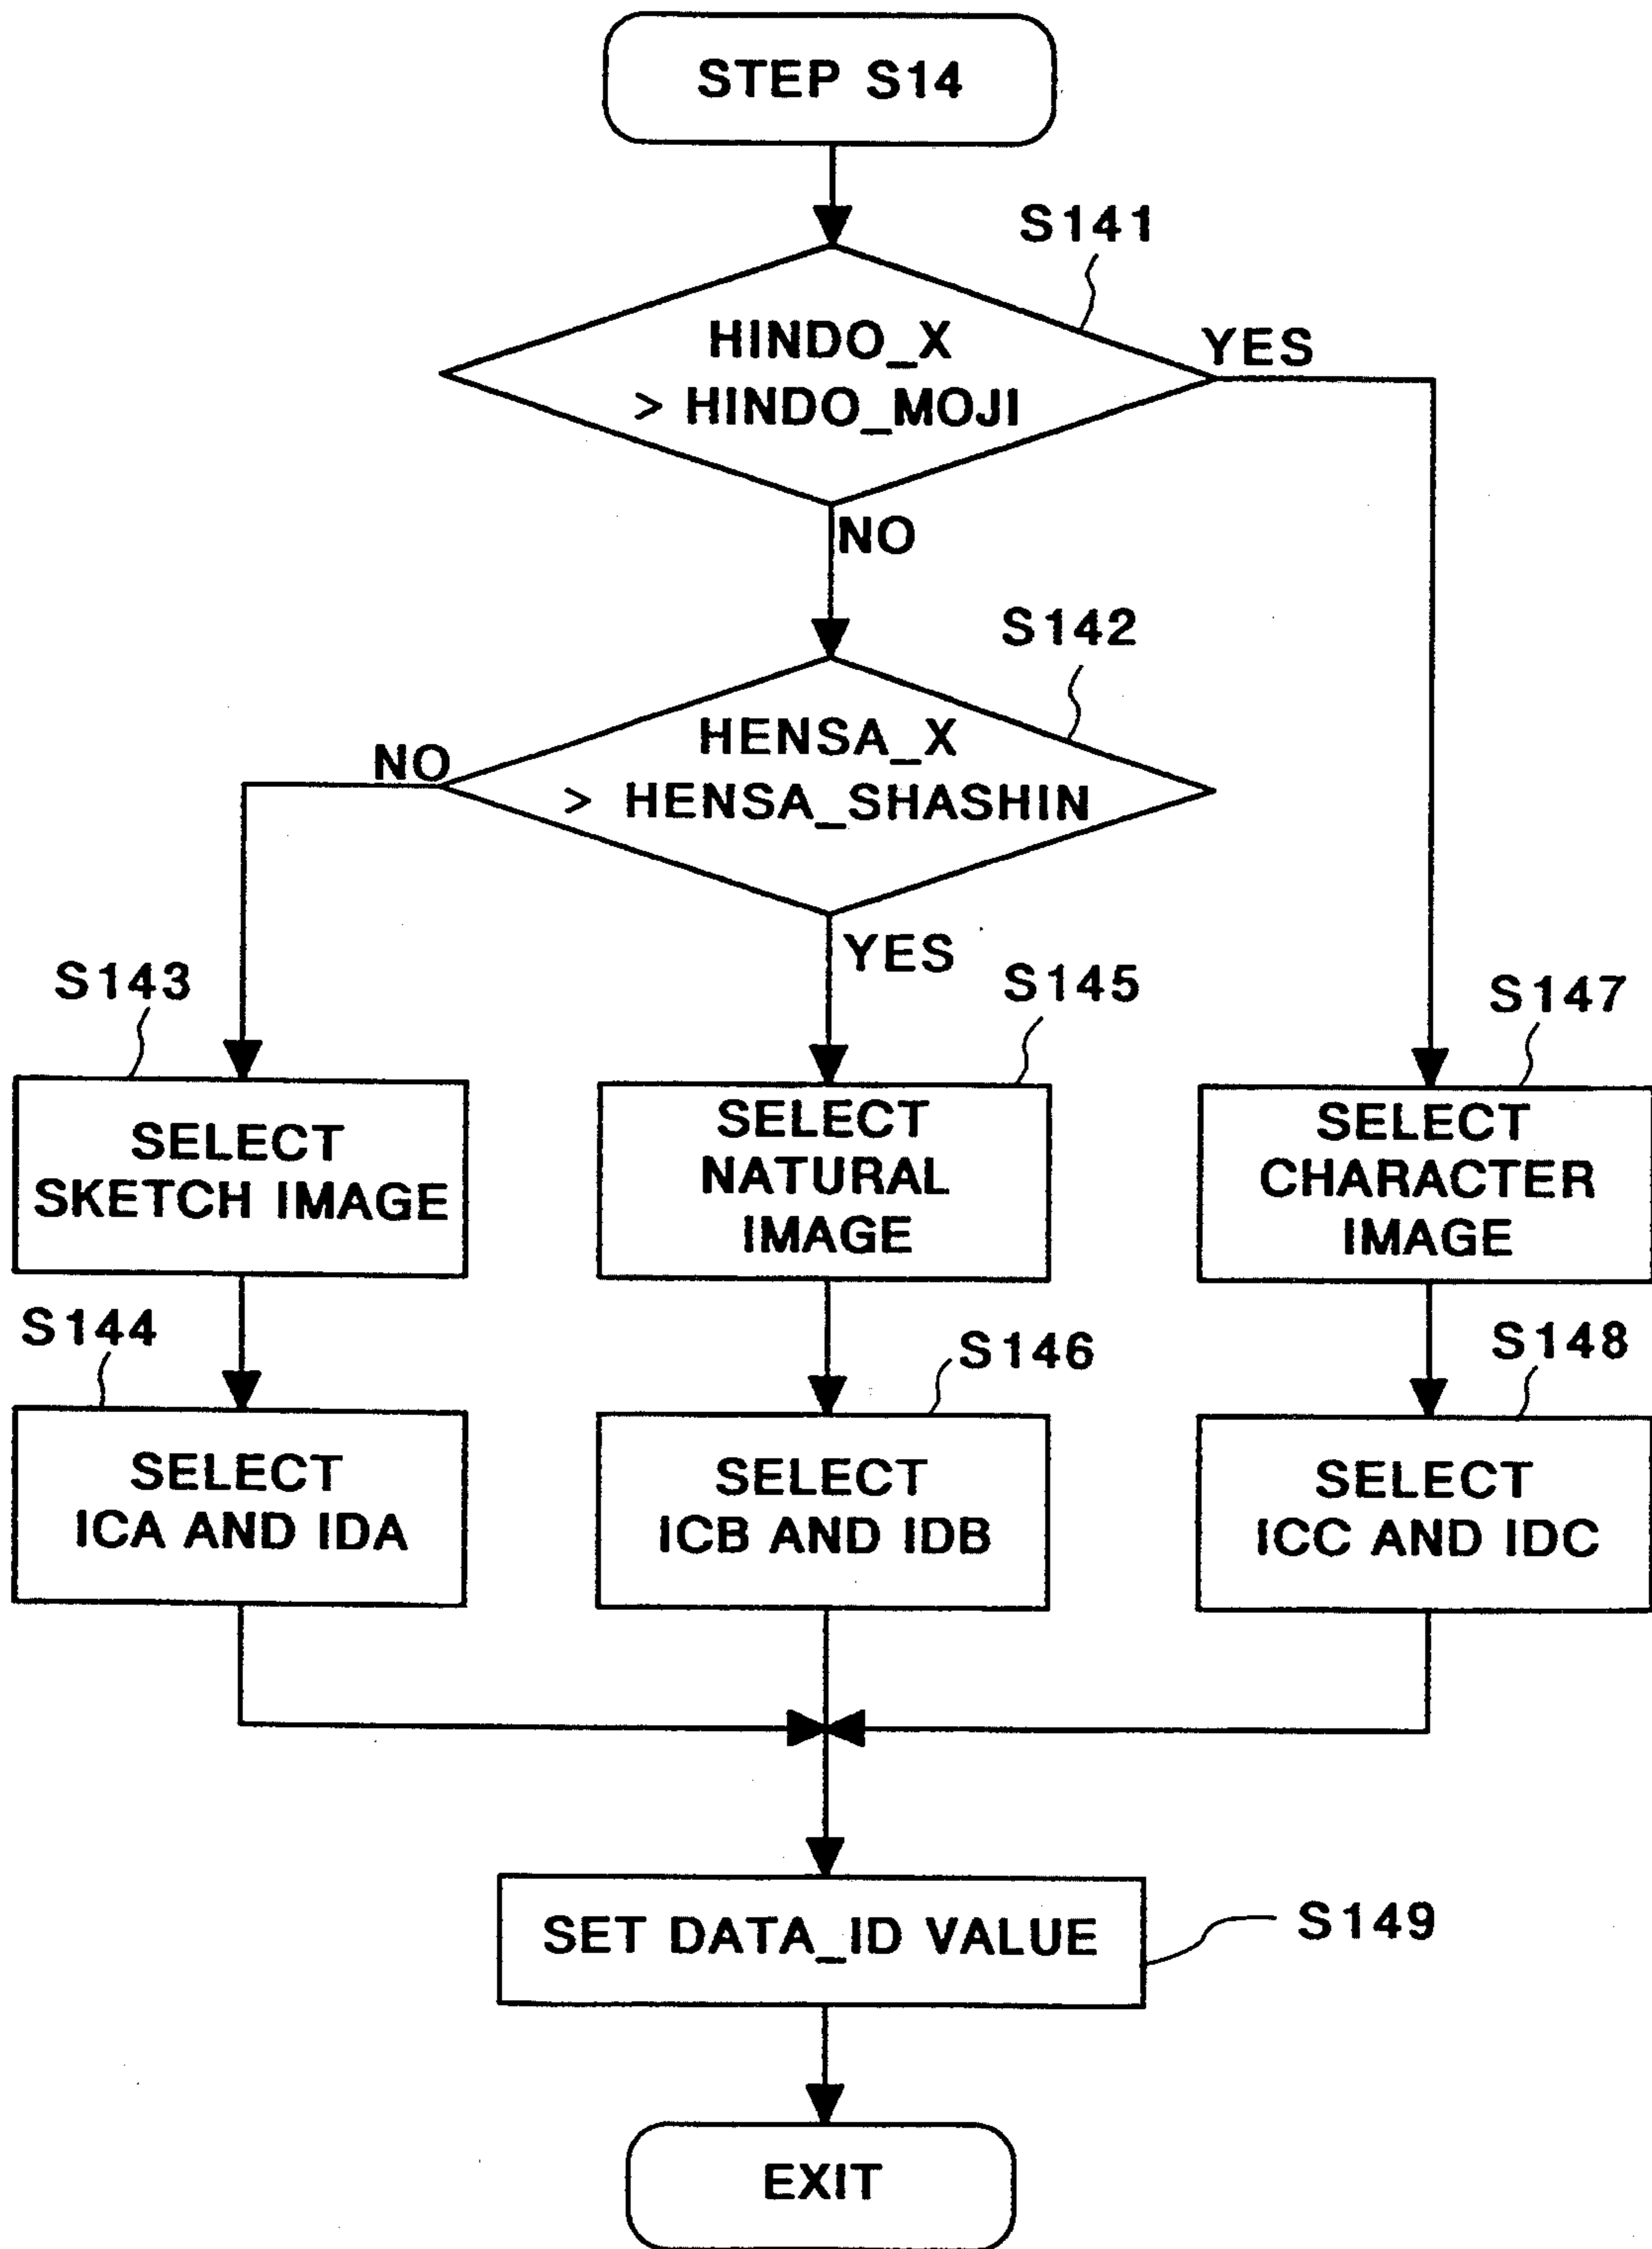 STEP S14
S141
HINDO_X
> HINDO_MOJI
YES
NO
S142
HENSA_X
> HENSA_SHASHIN
NO
YES
S143
S145
S147
SELECT
SKETCH IMAGE
SELECT
NATURAL
IMAGE
SELECT
CHARACTER
IMAGE
S144
S146
S148
SELECT
ICA AND IDA
SELECT
ICB AND IDB
SELECT
ICC AND IDC
SET DATA_ID VALUE
S149
EXIT